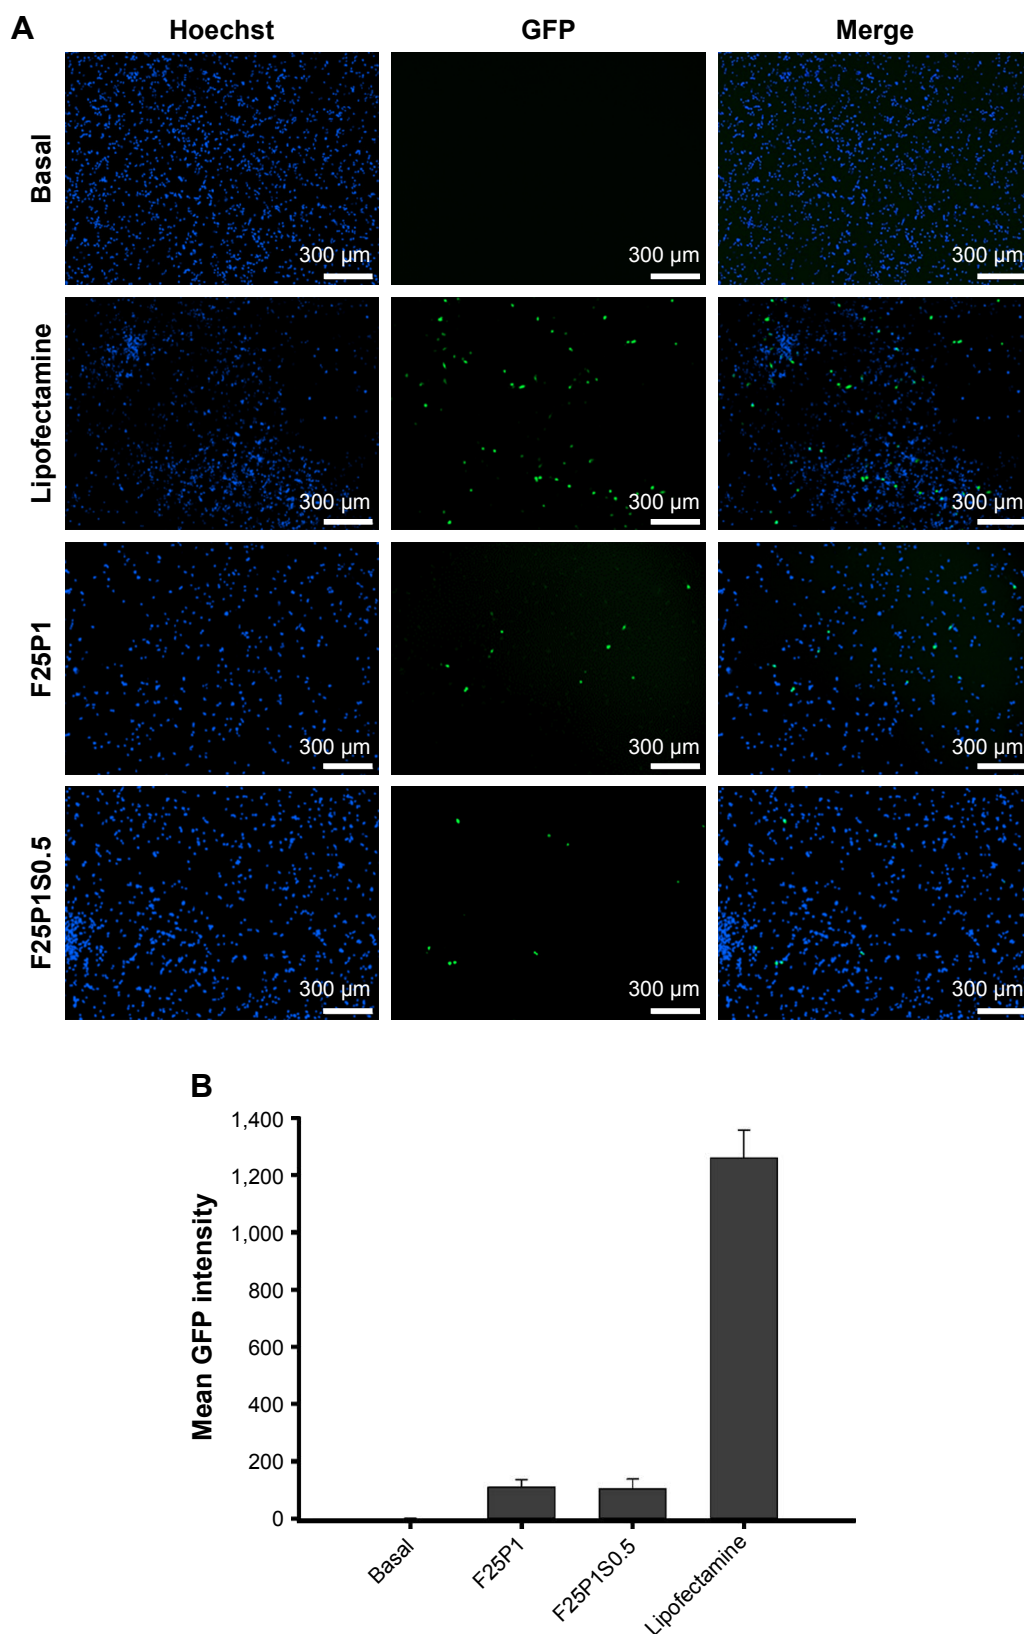 A
Hoechst GFP Merge
Basal
300 µm 300 µm 300 µm
Lipofectamine
300 µm 300 µm 300 µm
F25P1
300 µm 300 µm 300 µm
F25P1S0.5
300 µm 300 µm 300 µm
B
Mean GFP intensity
1,400
1,200
1,000
800
600
400
200
0
Basal F25P1 F25P1S0.5 Lipofectamine